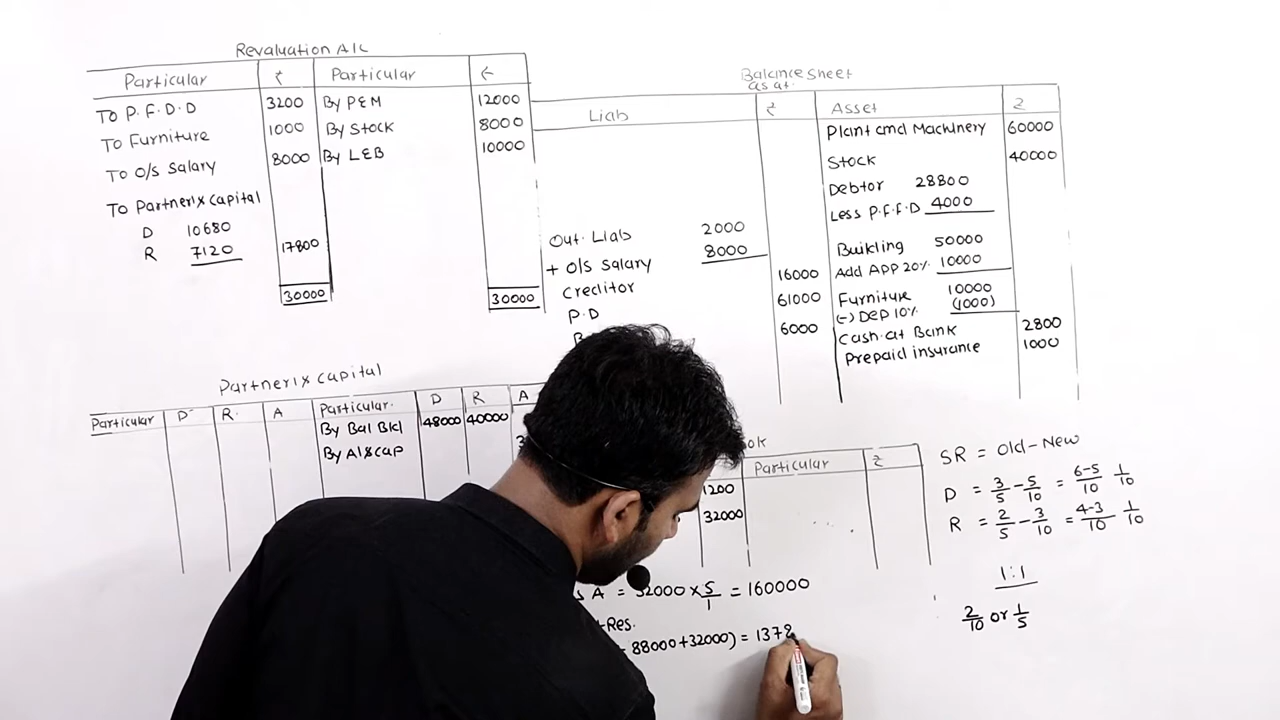 Revaluation A/c
Particular ₹ Particular ₹
To P.F.D.D 3200 By P&M 12000
To Furniture 1000 By Stock 8000
To O/S Salary 8000 By L&B 10000
To Partner's Capital
D 10680
R 7120 17800
30000 30000
Balance Sheet
as at.
Liab ₹ Asset ₹
Plant and Machinery 60000
Stock 40000
Debtor 28800
Less P.F.F.D 4000
Out. Liab 2000 Building 50000
+ O/S Salary 8000 16000 Add App 20% 10000
Creditor 61000 Furniture 10000
(-) Dep 10% (1000)
P.D 6000 Cash at Bank 2800
Prepaid insurance 1000
Partner's capital
Particular D R. A Particular. D R A
By Bal Bld 48000 40000
By A's Cap
Particular ₹
1200
32000
A = 32000 × 5/1 = 160000
Res.
88000+32000) = 1378
SR = Old-New
D = 3/5 - 5/10 = 6-5/10 1/10
R = 2/5 - 3/10 = 4-3/10 1/10
1:1
2/10 or 1/5